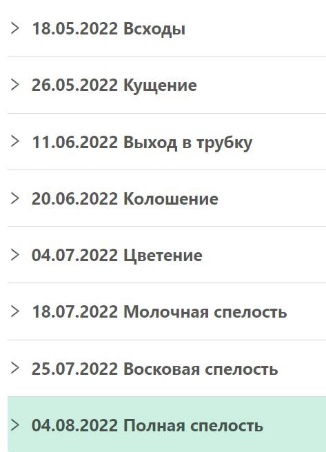 18.05.2022 Всходы
26.05.2022 Кущение
11.06.2022 Выход в трубку
20.06.2022 Колошение
04.07.2022 Цветение
18.07.2022 Молочная спелость
25.07.2022 Восковая спелость
04.08.2022 Полная спелость